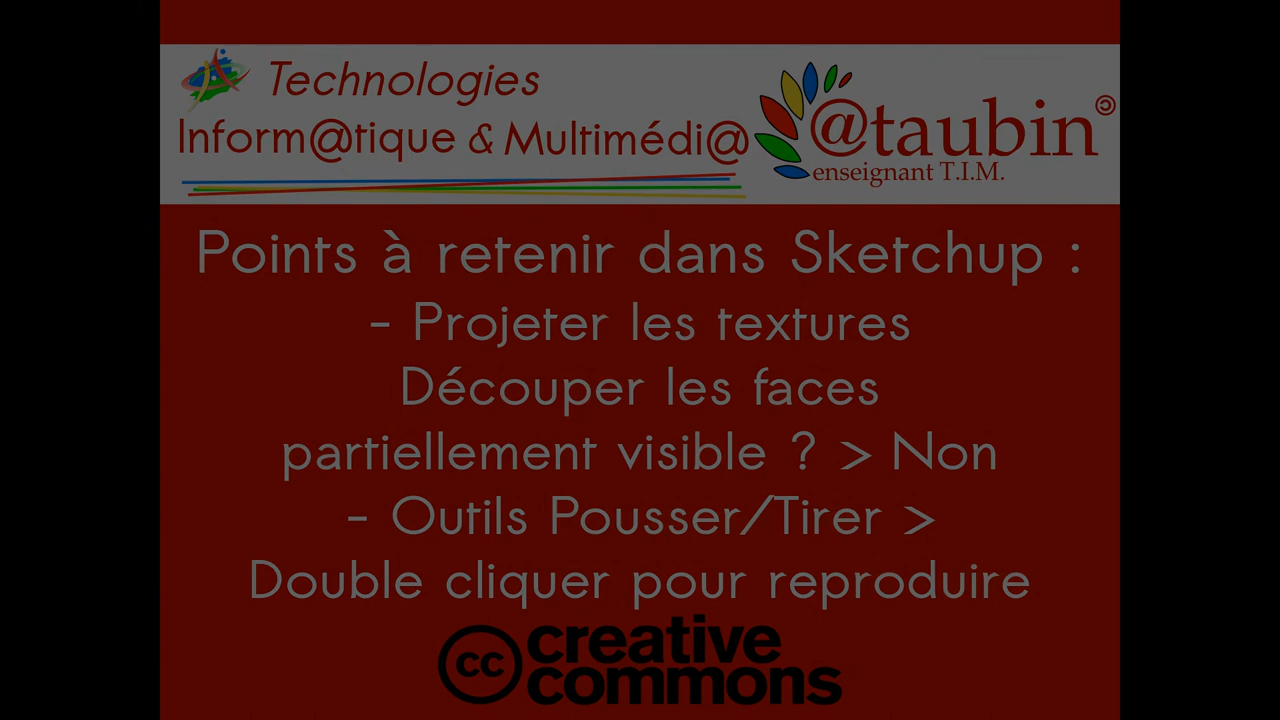 Technologies
Inform@tique & Multimédi@
@taubin©
enseignant T.I.M.
Points à retenir dans Sketchup :
- Projeter les textures
Découper les faces
partiellement visible ? > Non
- Outils Pousser/Tirer >
Double cliquer pour reproduire
cc creative
commons